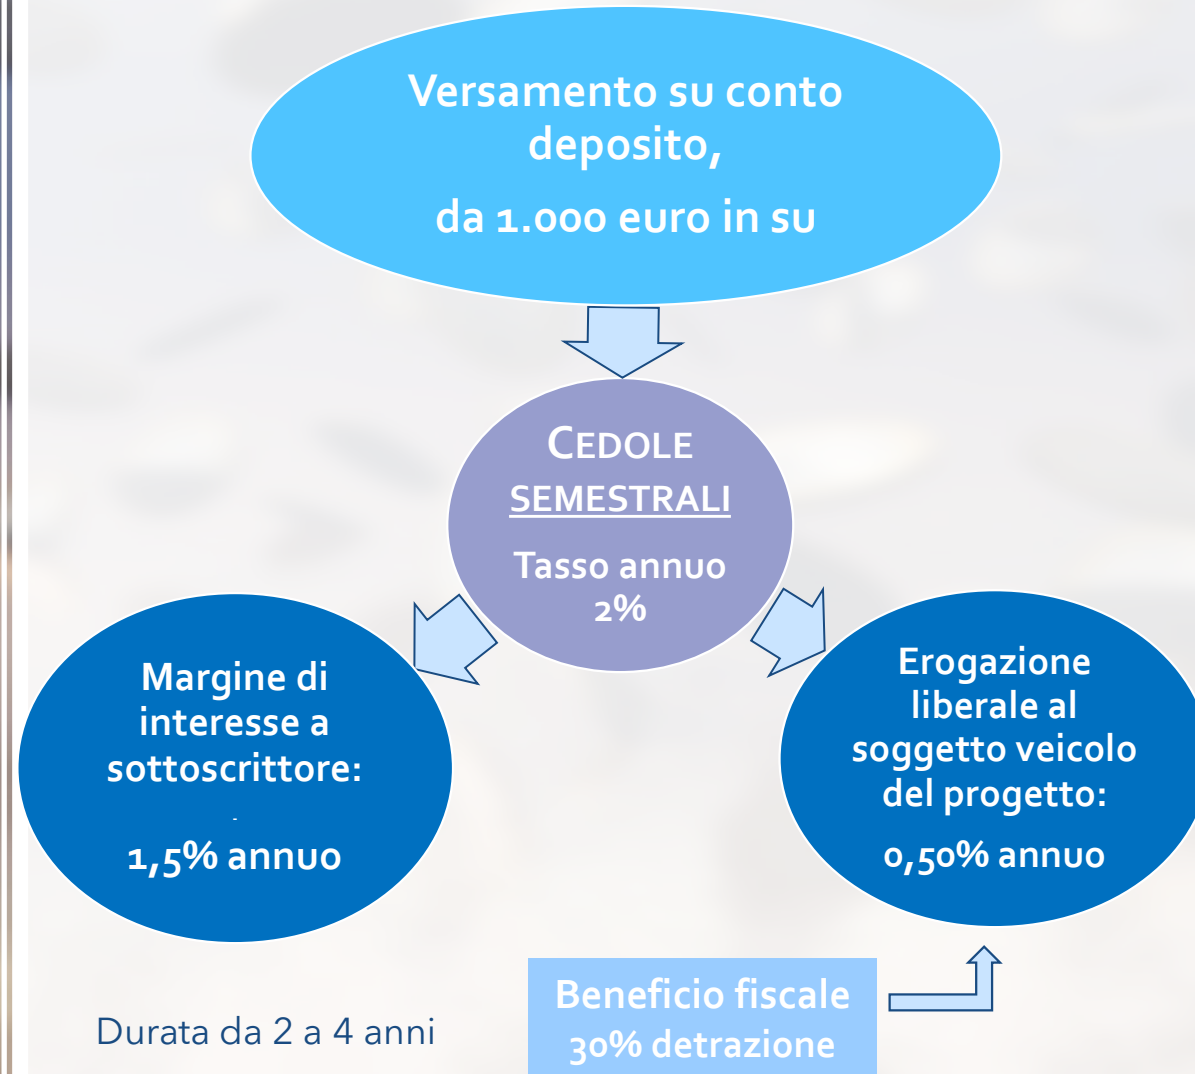 Versamento su conto
deposito,
da 1.000 euro in su
CEDOLE
SEMESTRALI
Tasso annuo
2%
Margine di
interesse a
sottoscrittore:
-
1,5% annuo
Erogazione
liberale al
soggetto veicolo
del progetto:
0,50% annuo
Beneficio fiscale
30% detrazione
Durata da 2 a 4 anni